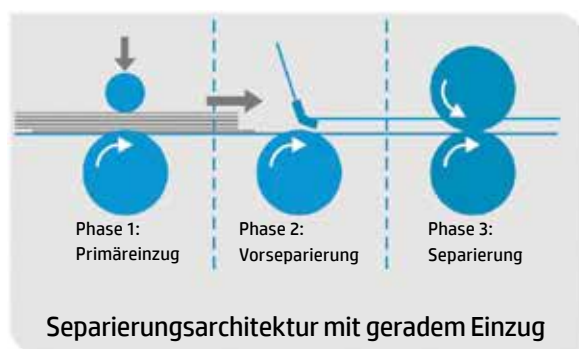 Phase 1:
Primäreinzug
Phase 2:
Vorseparierung
Phase 3:
Separierung
Separierungsarchitektur mit geradem Einzug